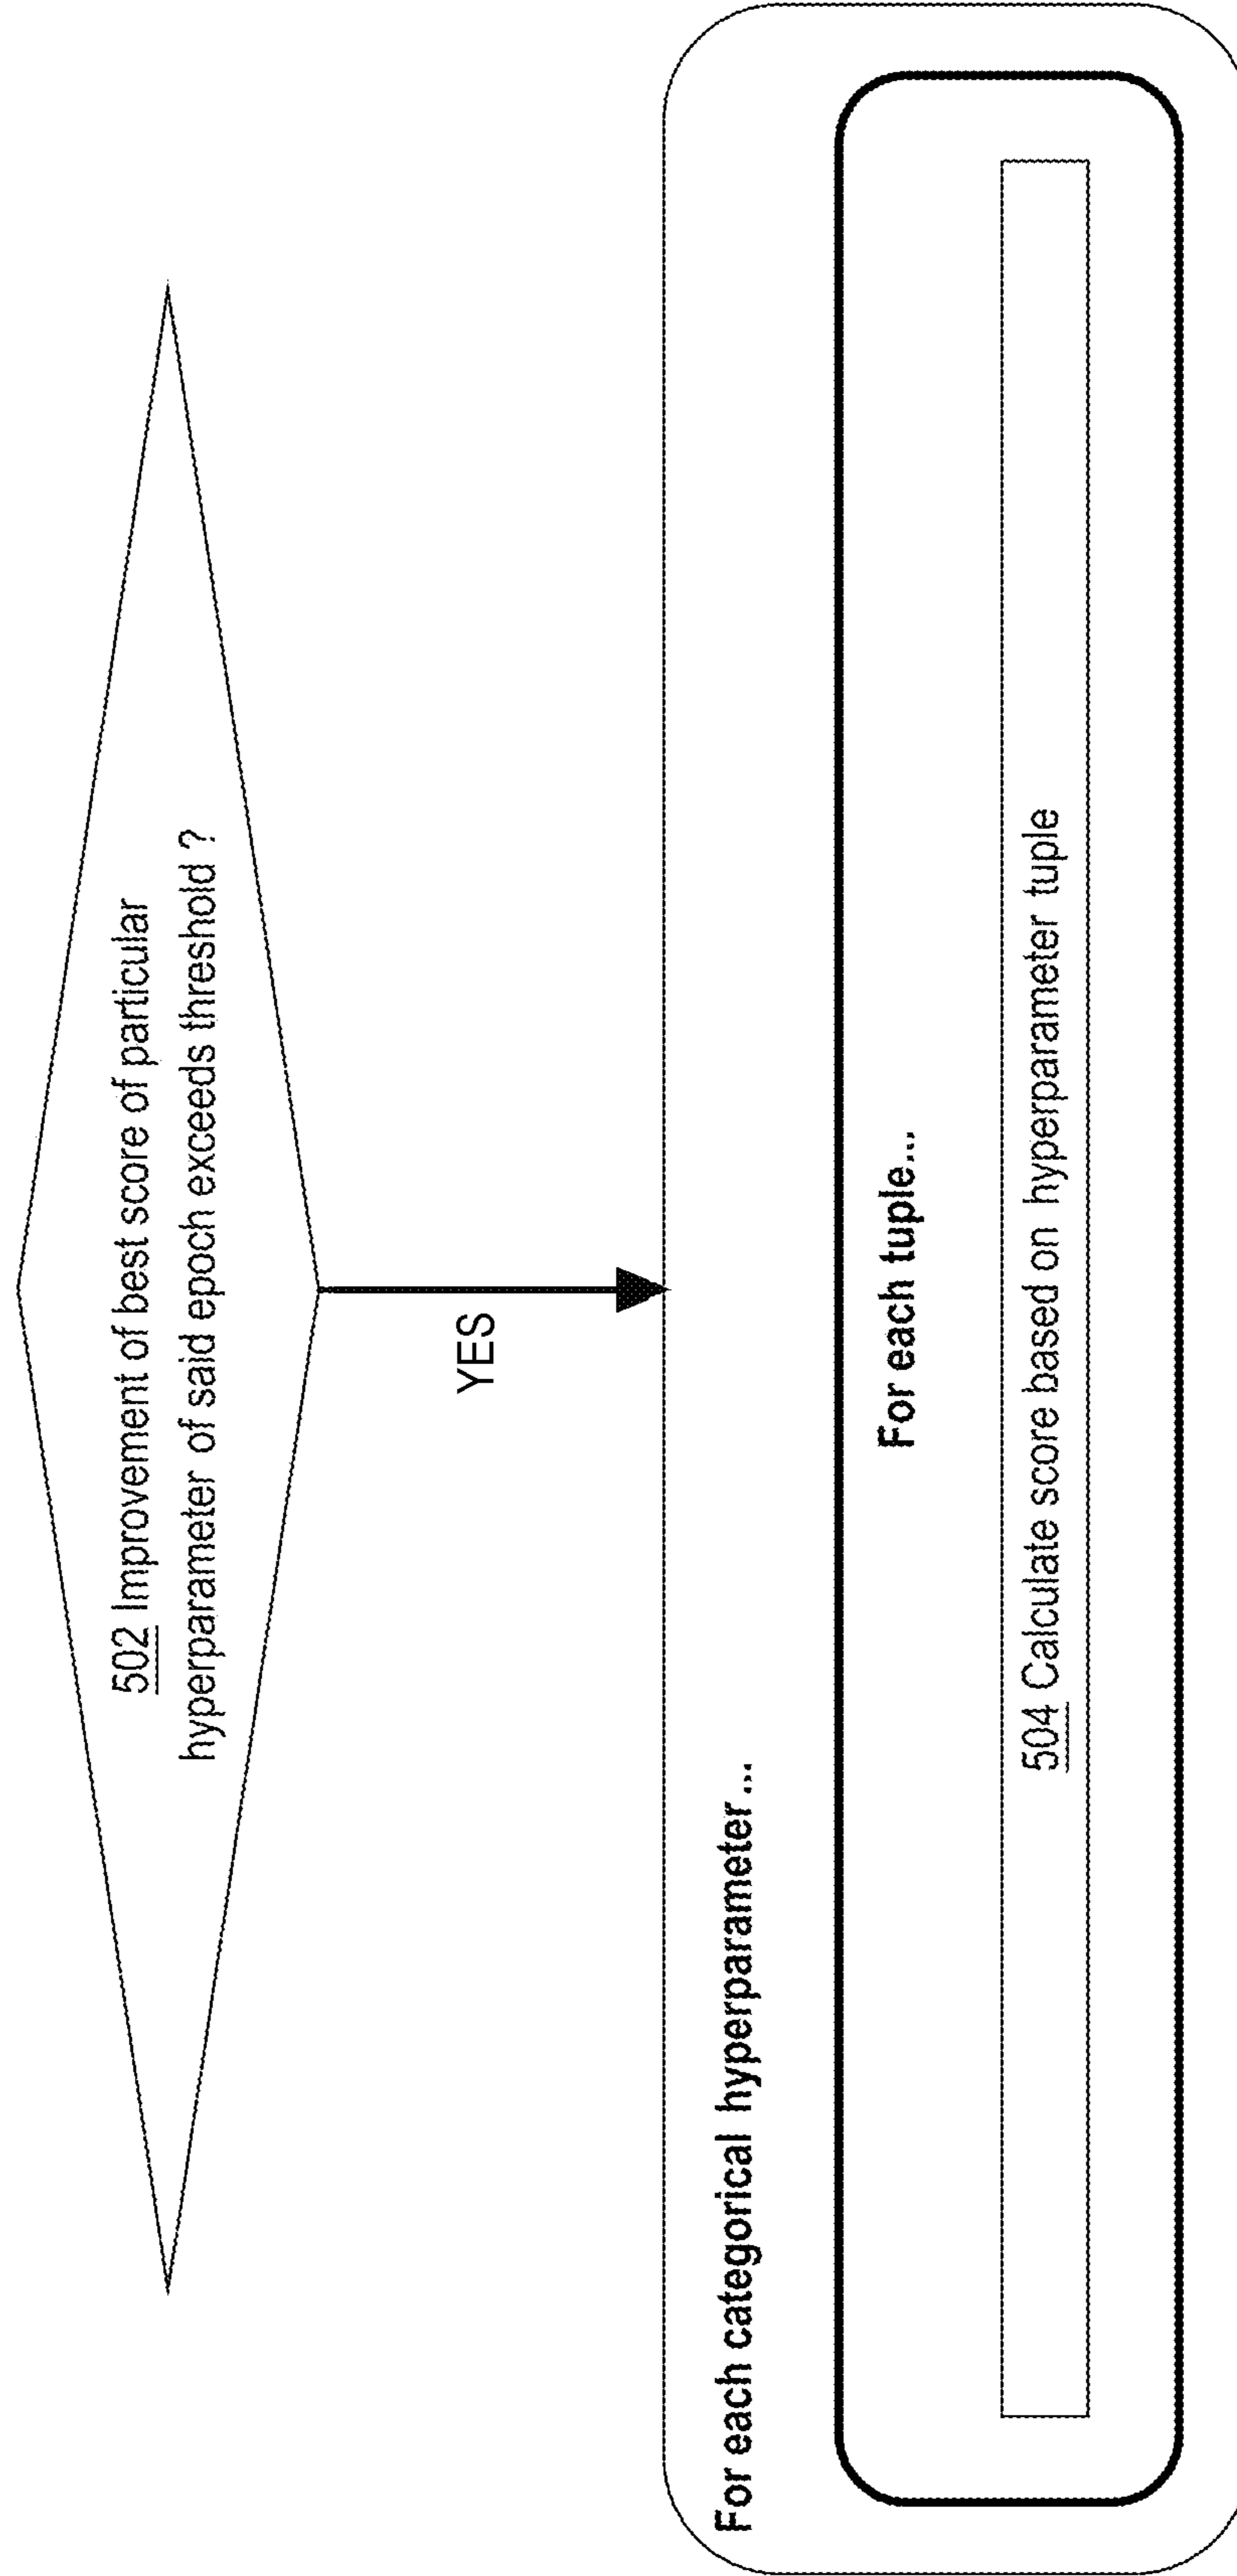 502 Improvement of best score of particular
hyperparameter of said epoch exceeds threshold ?
YES
For each categorical hyperparameter...
For each tuple...
504 Calculate score based on hyperparameter tuple